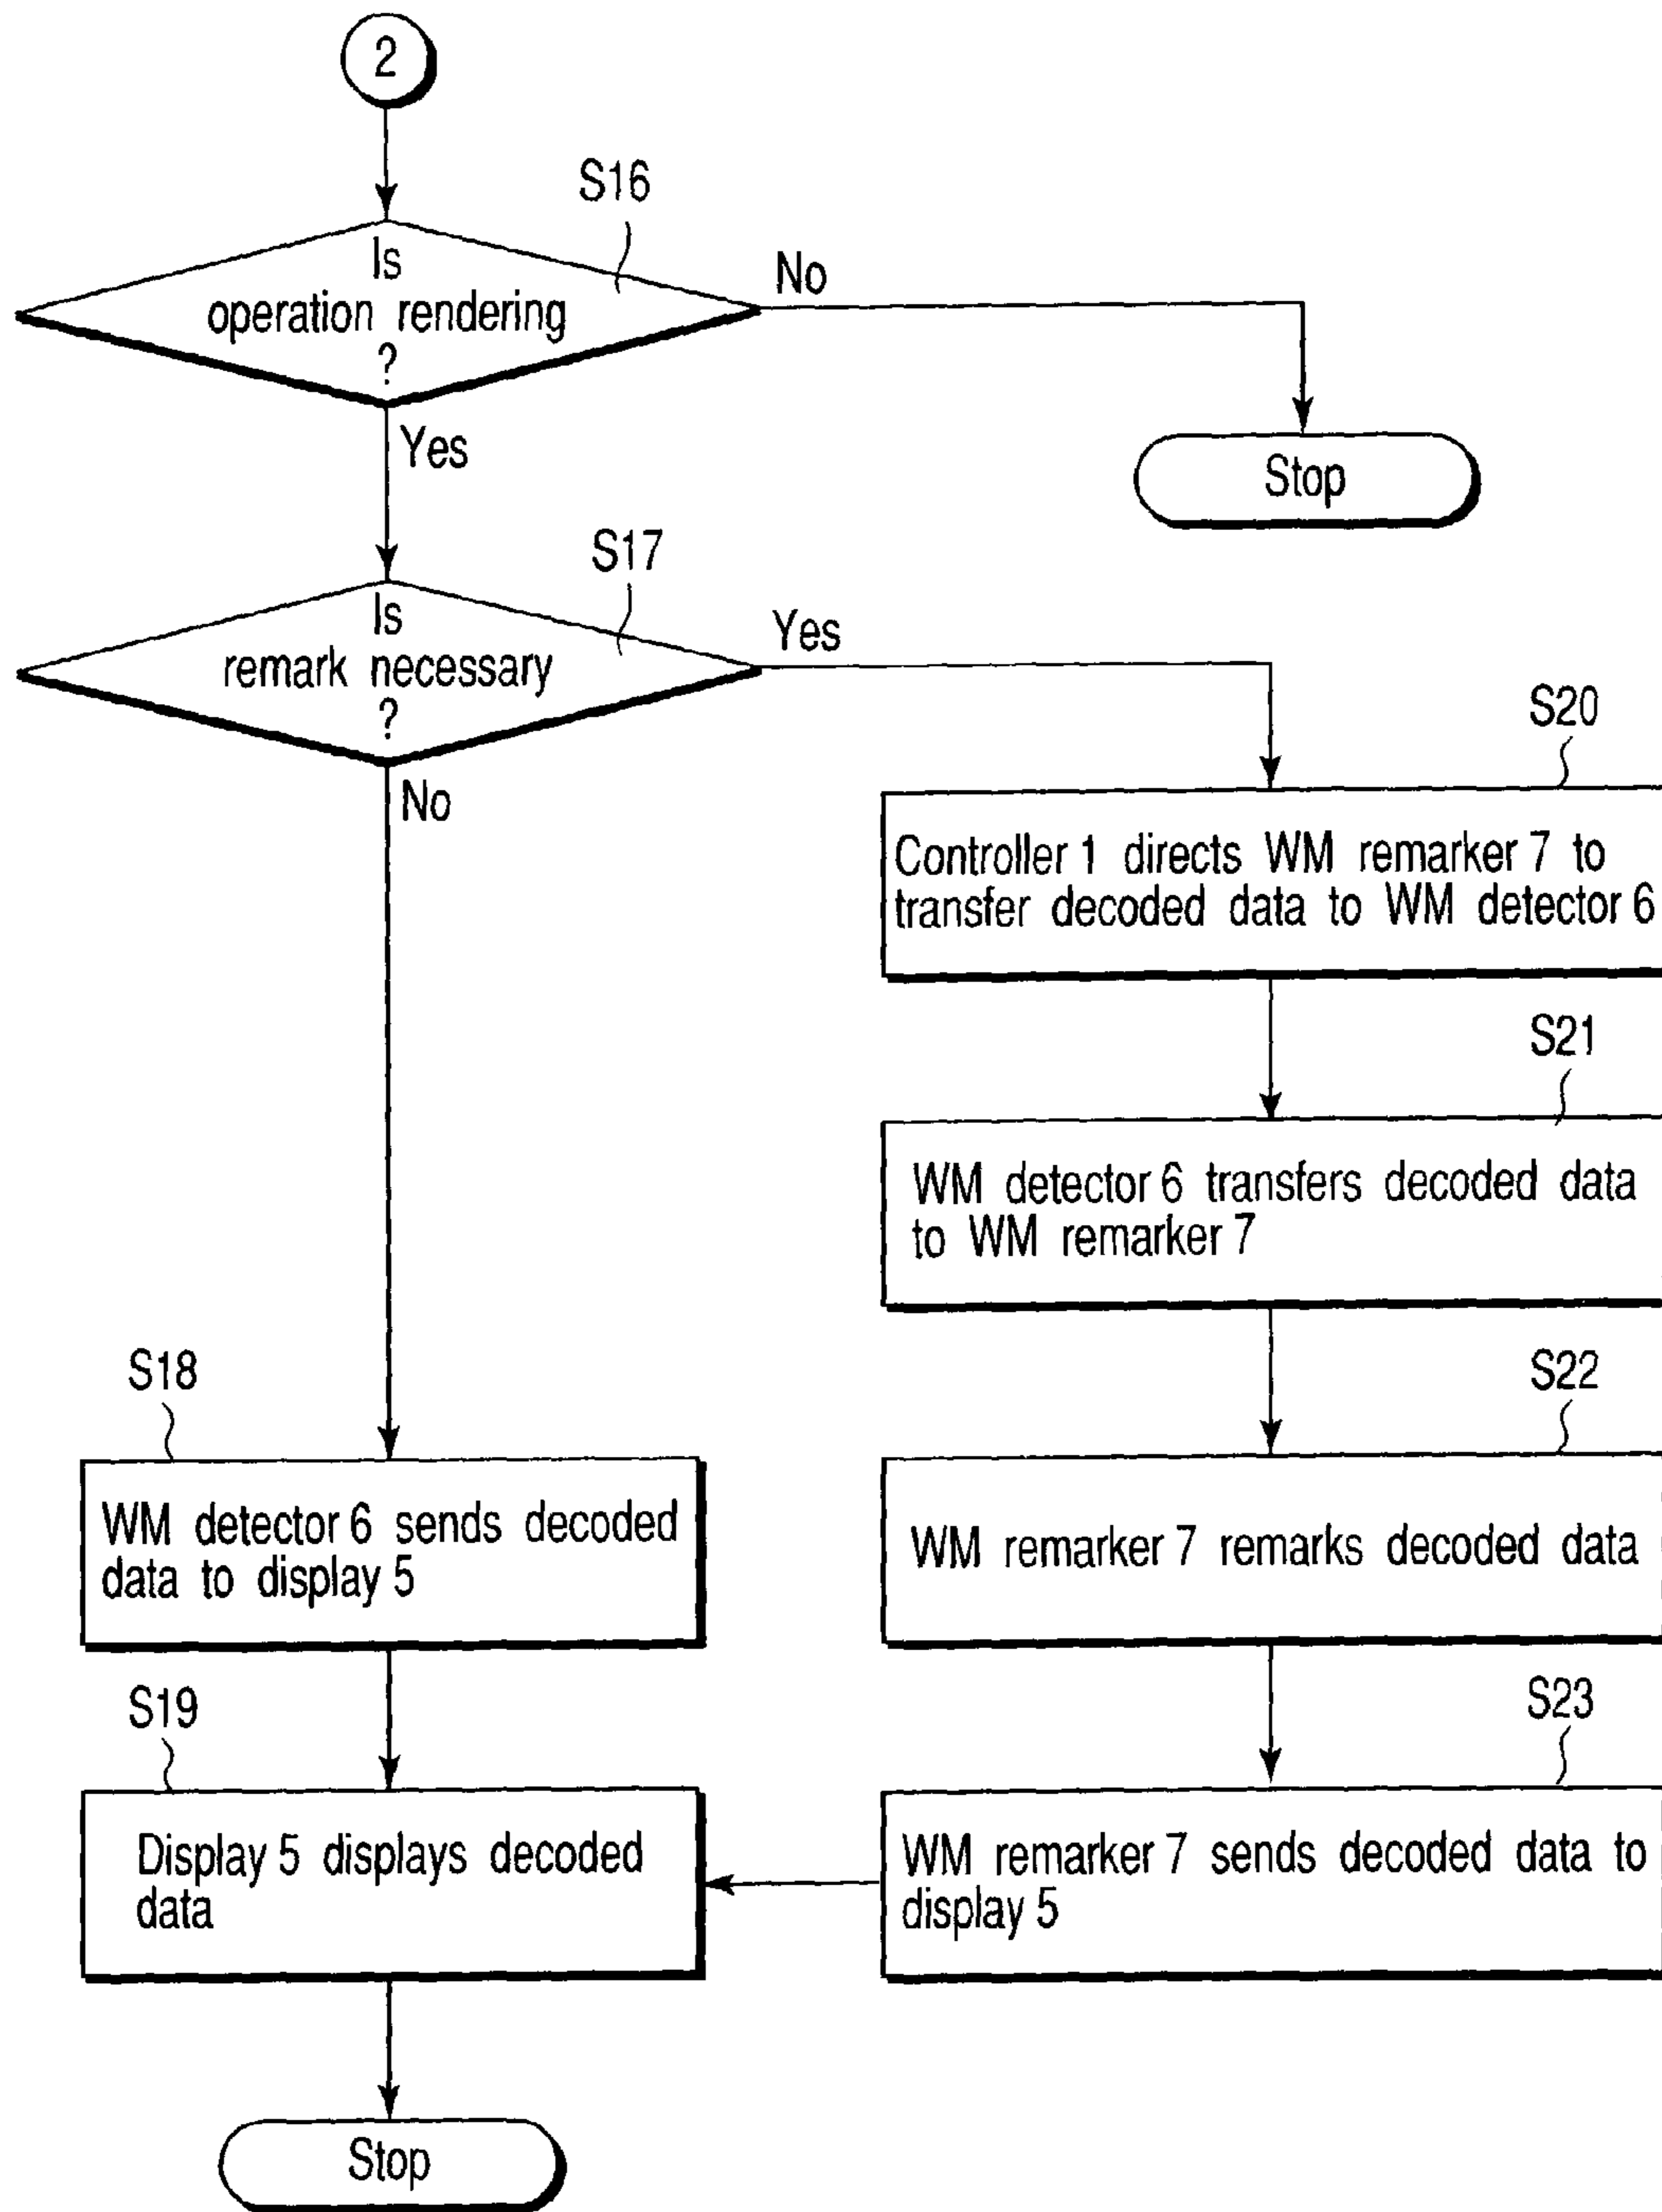 2
S16
Is
operation rendering
?
No
Yes
Stop
S17
Is
remark necessary
?
Yes
No
S20
Controller 1 directs WM remarker 7 to
transfer decoded data to WM detector 6
S21
WM detector 6 transfers decoded data
to WM remarker 7
S22
WM remarker 7 remarks decoded data
S18
WM detector 6 sends decoded
data to display 5
S23
WM remarker 7 sends decoded data to
display 5
S19
Display 5 displays decoded
data
Stop